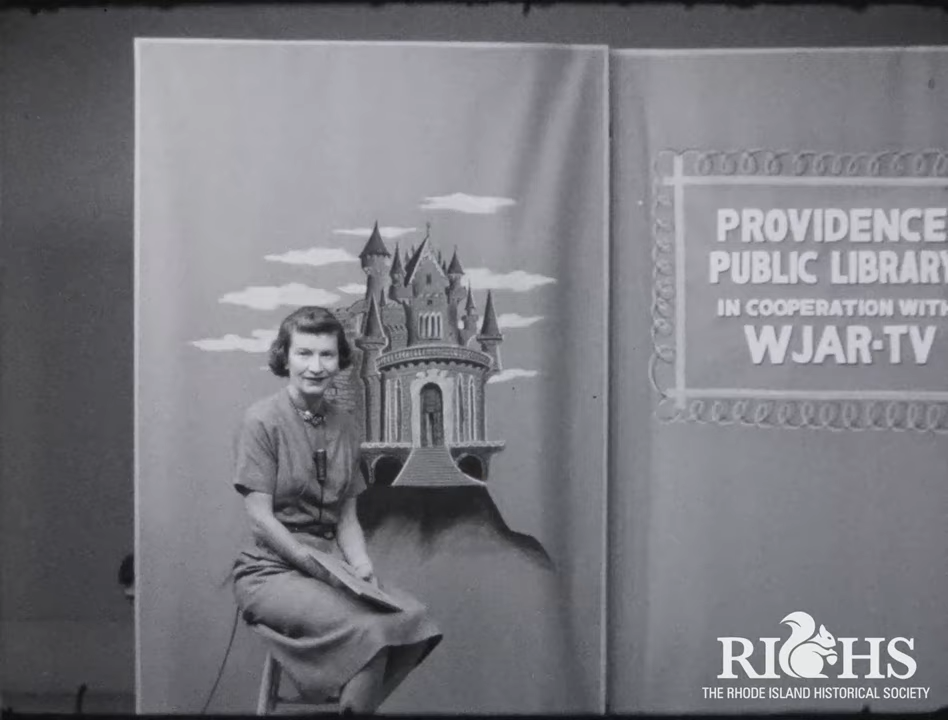 PROVIDENCE
PUBLIC LIBRARY
IN COOPERATION WITH
WJAR-TV
RIHS
THE RHODE ISLAND HISTORICAL SOCIETY